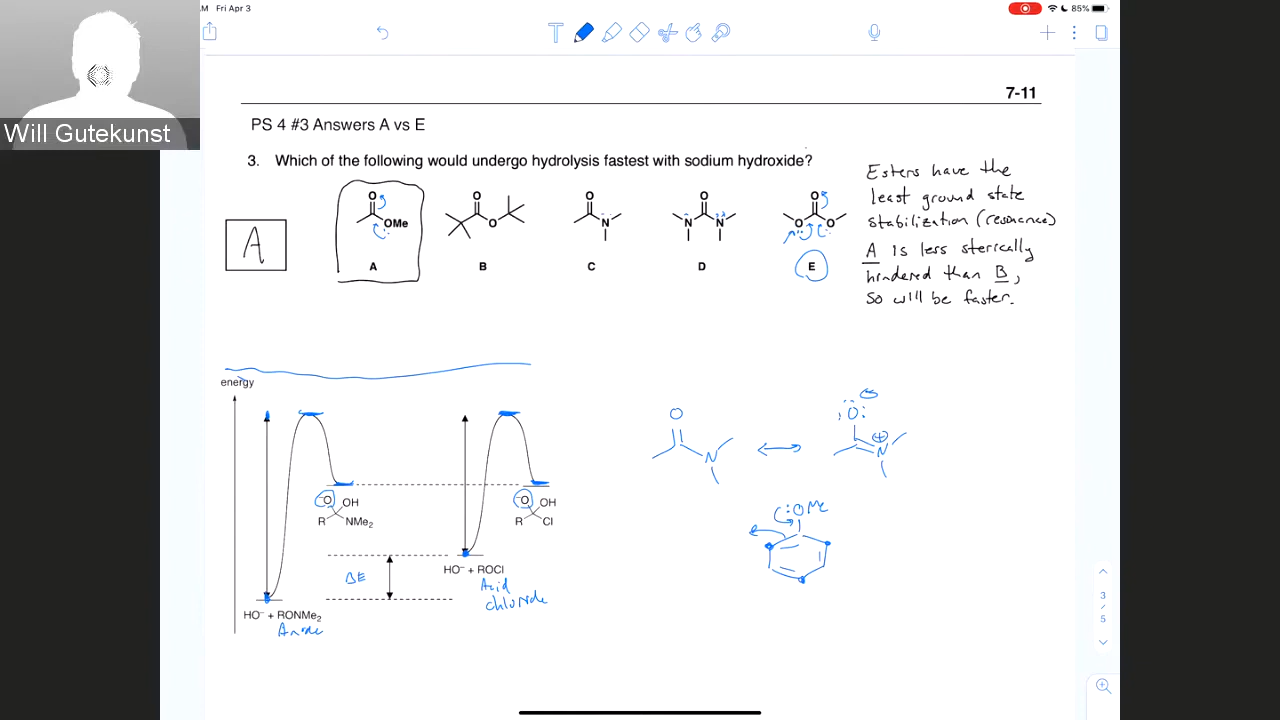 M Fri Apr 3
85%
Will Gutekunst
7-11
PS 4 #3 Answers A vs E
3. Which of the following would undergo hydrolysis fastest with sodium hydroxide?
A
O
OMe
A
O
O
B
O
N
C
O
N N
D
O
O O
E
Esters have the
least ground state
stabilization (resonance)
A is less sterically
hindered than B,
so will be faster.
energy
⁻O OH
R NMe₂
⁻O OH
R Cl
HO⁻ + ROCl
Acid
chloride
HO⁻ + RONMe₂
O
N
:O:
⊖
⊕
N
:OMe
3
/
5